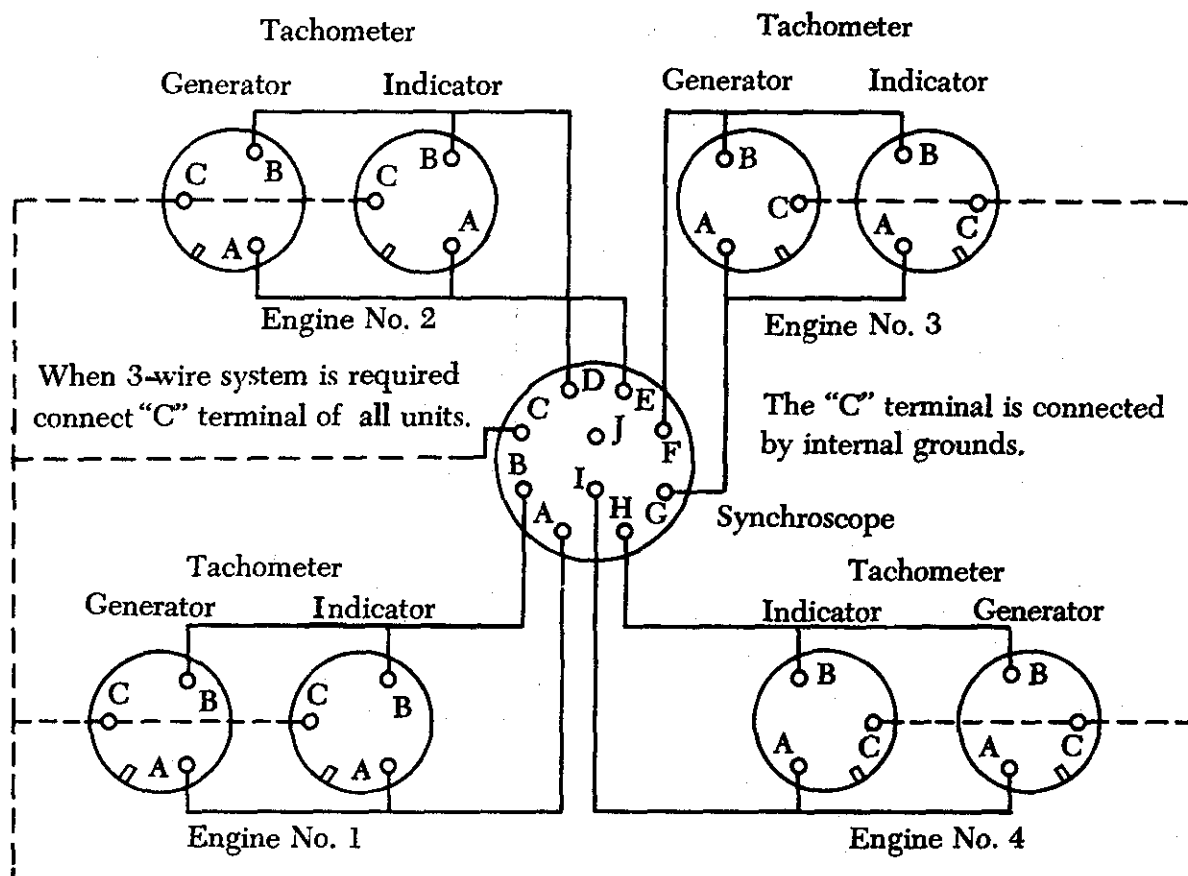 Tachometer
Generator Indicator
B B
C C
A A
Engine No. 2
Tachometer
Generator Indicator
B B
C C
A A
Engine No. 3
When 3-wire system is required
connect "C" terminal of all units.
The "C" terminal is connected
by internal grounds.
D E
C J F
B I G
A H
Synchroscope
Tachometer
Generator Indicator
C B C B
A A
Engine No. 1
Tachometer
Indicator Generator
B B
A C A C
Engine No. 4